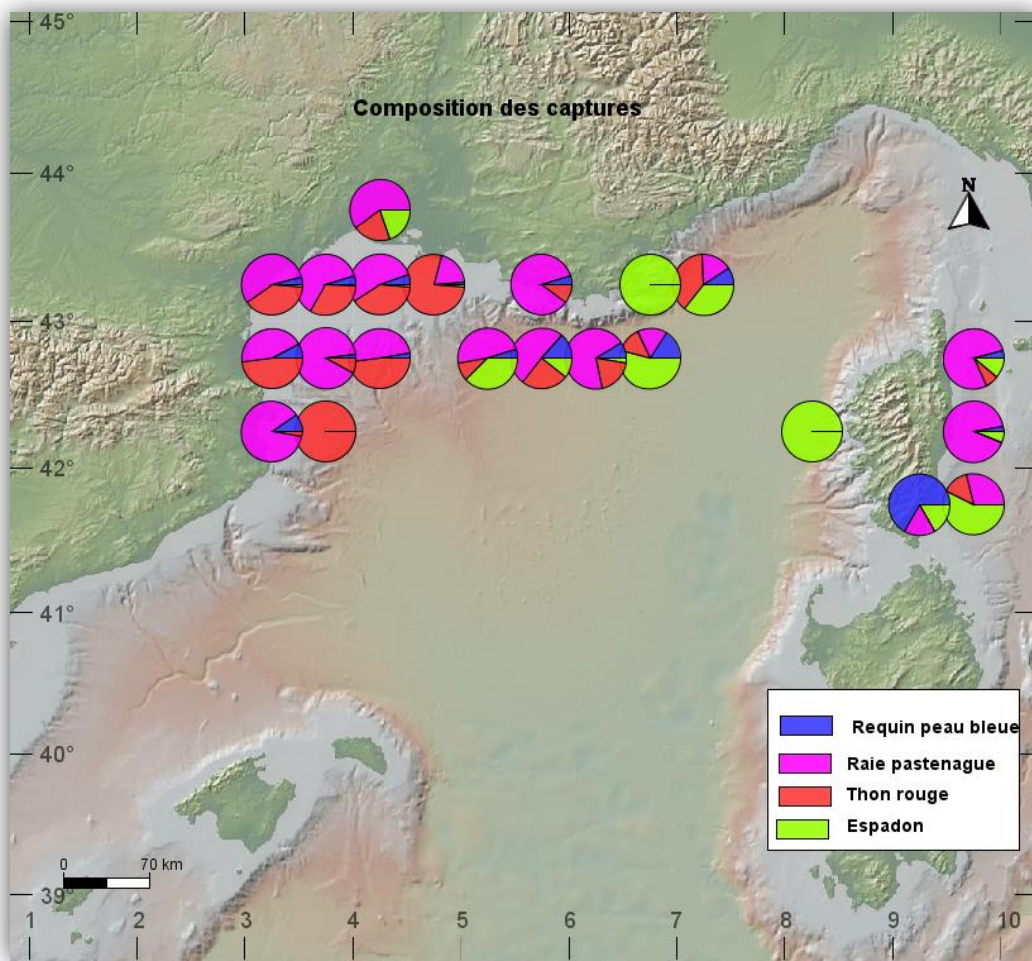 45°
Composition des captures
44°
N
43°
42°
41°
Requin peau bleue
40°
Raie pastenague
Thon rouge
Espadon
0 70 km
39°
1 2 3 4 5 6 7 8 9 10